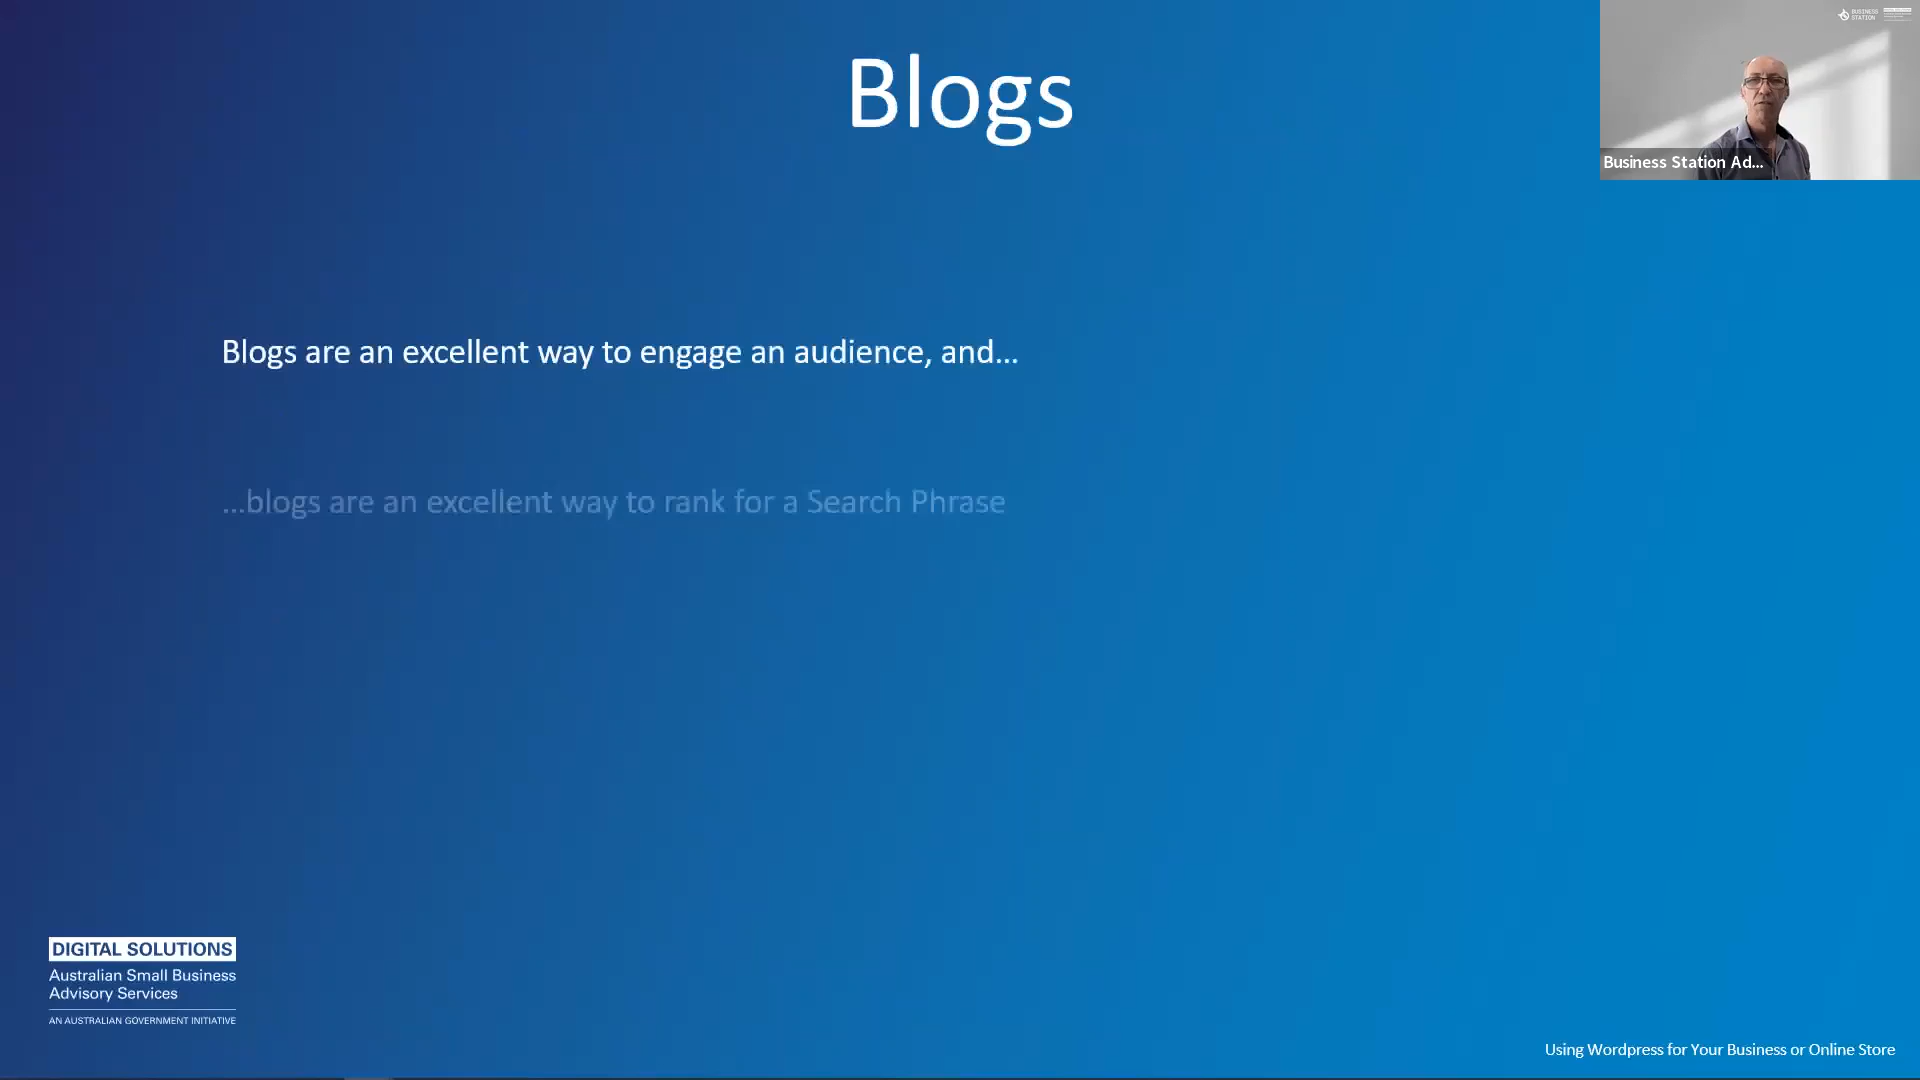 Blogs
BUSINESS
STATION
Business Station Ad...
Blogs are an excellent way to engage an audience, and...
...blogs are an excellent way to rank for a Search Phrase
DIGITAL SOLUTIONS
Australian Small Business
Advisory Services
AN AUSTRALIAN GOVERNMENT INITIATIVE
Using Wordpress for Your Business or Online Store